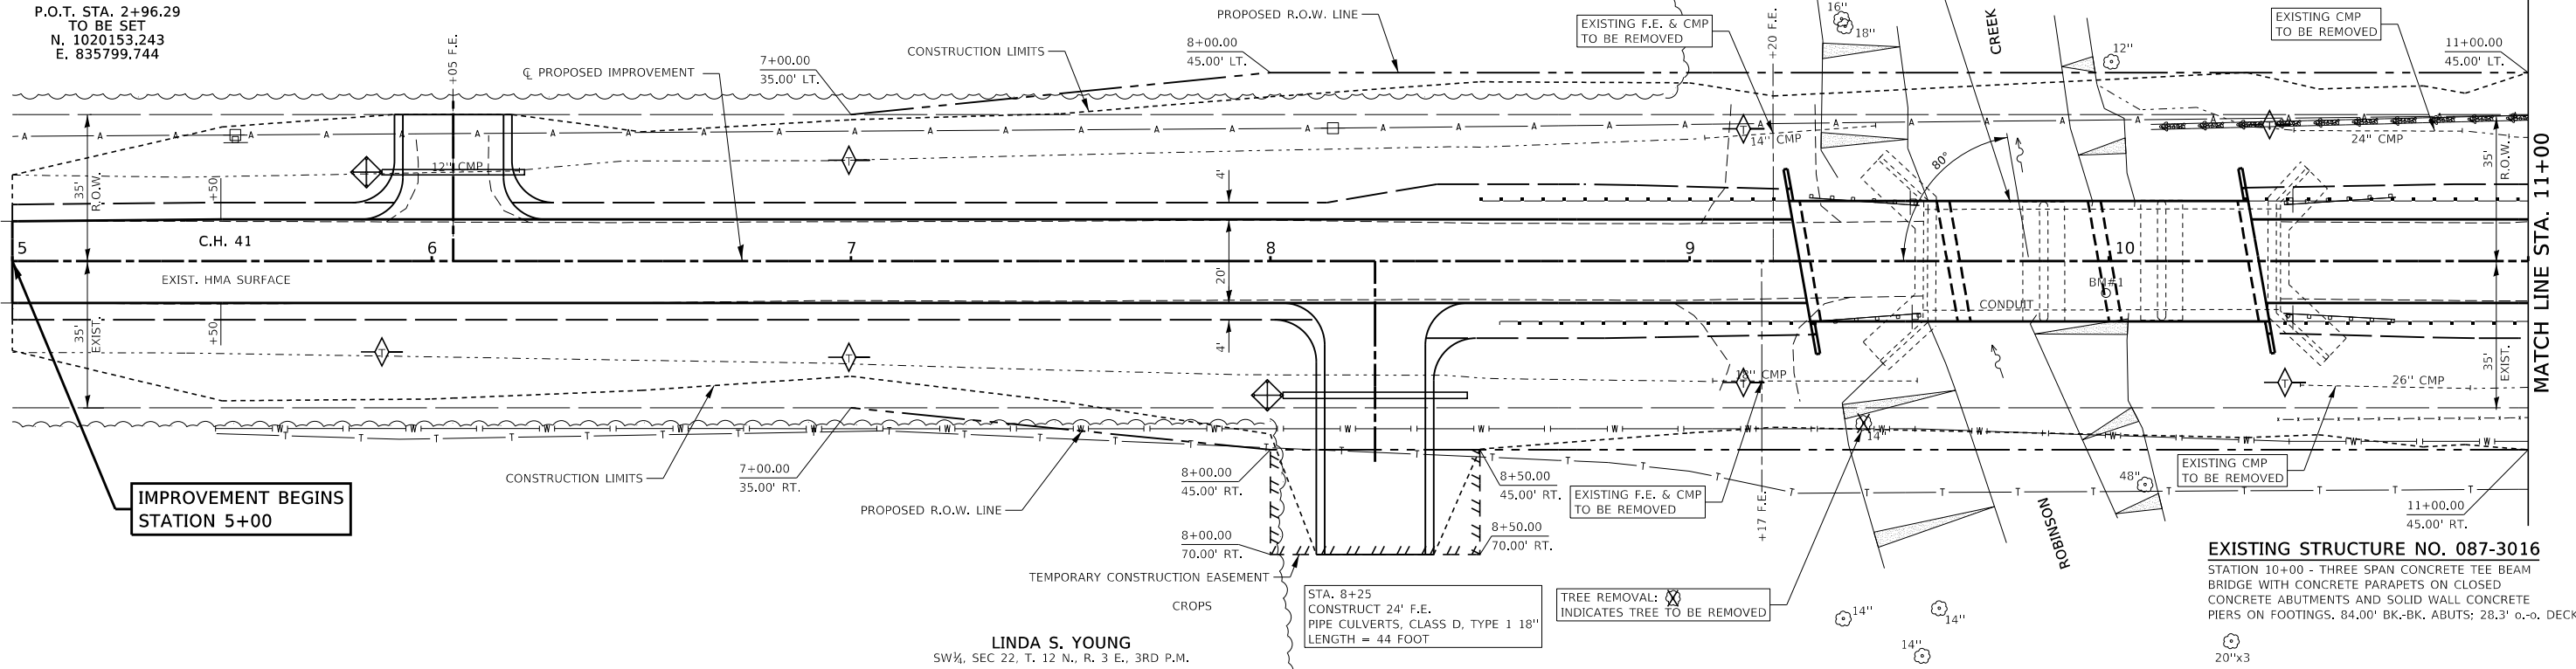 P.O.T. STA. 2+96.29
TO BE SET
N. 1020153.243
E. 835799.744
+05 F.E.
℄ PROPOSED IMPROVEMENT
7+00.00
35.00' LT.
CONSTRUCTION LIMITS
8+00.00
45.00' LT.
PROPOSED R.O.W. LINE
EXISTING F.E. & CMP
TO BE REMOVED
+20 F.E.
16"
18"
CREEK
12"
EXISTING CMP
TO BE REMOVED
11+00.00
45.00' LT.
A A A A A A A A A A A A A A A A A A A A A A A A A A A A A A
T T T T
12" CMP
14" CMP
24" CMP
80°
35'
R.O.W.
+50
4'
35'
R.O.W.
MATCH LINE STA. 11+00
5
C.H. 41
6
7
8
9
10
EXIST. HMA SURFACE
20'
BM#1
CONDUIT
35'
EXIST.
+50
4'
35'
EXIST.
T T T T
18" CMP
26" CMP
W W W W W W W W W W W W W W W W W W
T T T T T T T T T T T T T T T T T T T T T T T T T T T T T
14"
IMPROVEMENT BEGINS
STATION 5+00
CONSTRUCTION LIMITS
7+00.00
35.00' RT.
PROPOSED R.O.W. LINE
8+00.00
45.00' RT.
8+00.00
70.00' RT.
8+50.00
45.00' RT.
8+50.00
70.00' RT.
EXISTING F.E. & CMP
TO BE REMOVED
+17 F.E.
ROBINSON
48"
EXISTING CMP
TO BE REMOVED
11+00.00
45.00' RT.
TEMPORARY CONSTRUCTION EASEMENT
CROPS
STA. 8+25
CONSTRUCT 24' F.E.
PIPE CULVERTS, CLASS D, TYPE 1 18"
LENGTH = 44 FOOT
TREE REMOVAL:
INDICATES TREE TO BE REMOVED
14"
14"
14"
EXISTING STRUCTURE NO. 087-3016
STATION 10+00 - THREE SPAN CONCRETE TEE BEAM
BRIDGE WITH CONCRETE PARAPETS ON CLOSED
CONCRETE ABUTMENTS AND SOLID WALL CONCRETE
PIERS ON FOOTINGS. 84.00' BK.-BK. ABUTS; 28.3' o.-o. DECK
20"x3
LINDA S. YOUNG
SW¼, SEC 22, T. 12 N., R. 3 E., 3RD P.M.